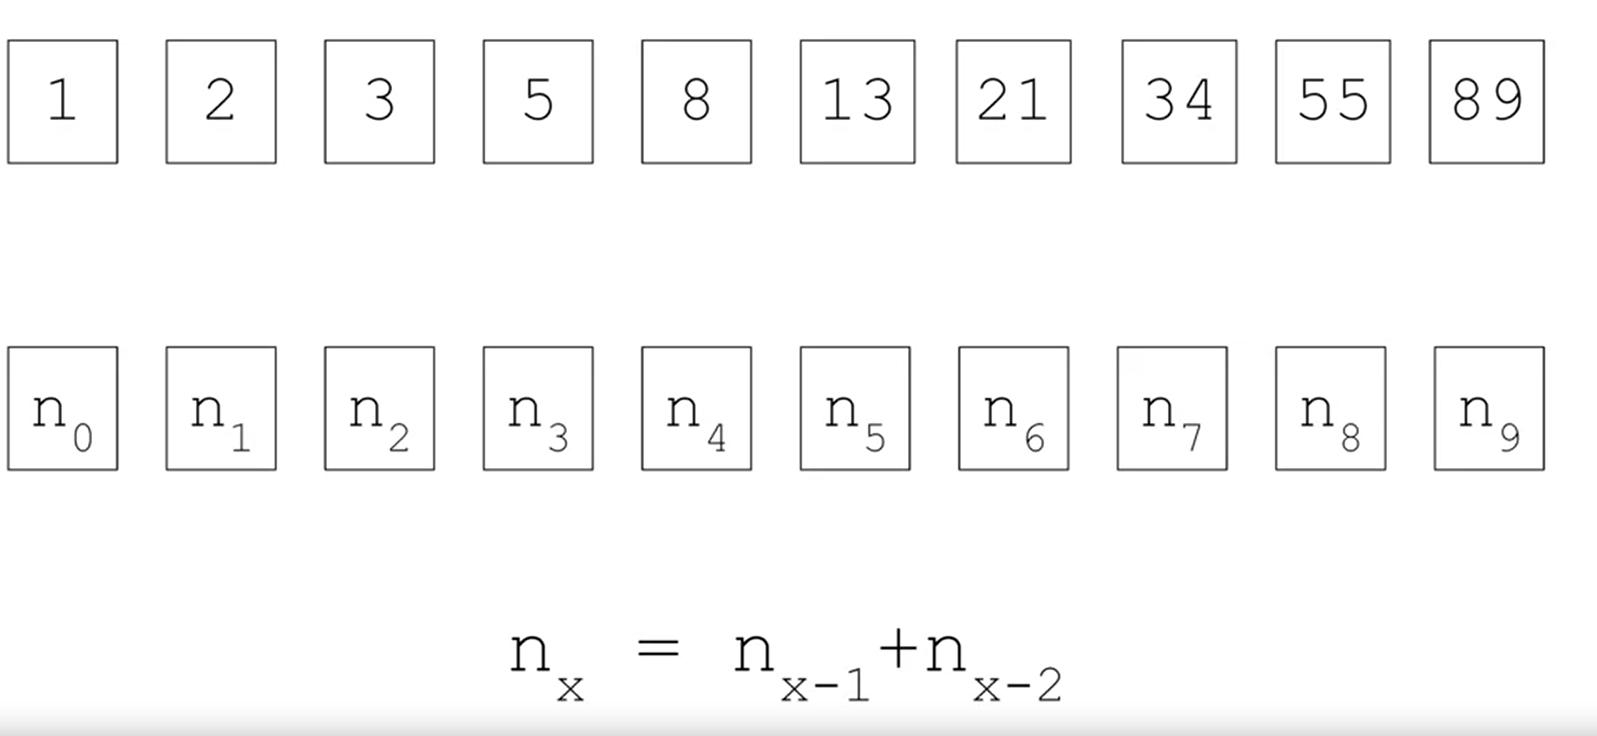 1 2 3 5 8 13 21 34 55 89
n₀ n₁ n₂ n₃ n₄ n₅ n₆ n₇ n₈ n₉
nₓ = nₓ₋₁+nₓ₋₂